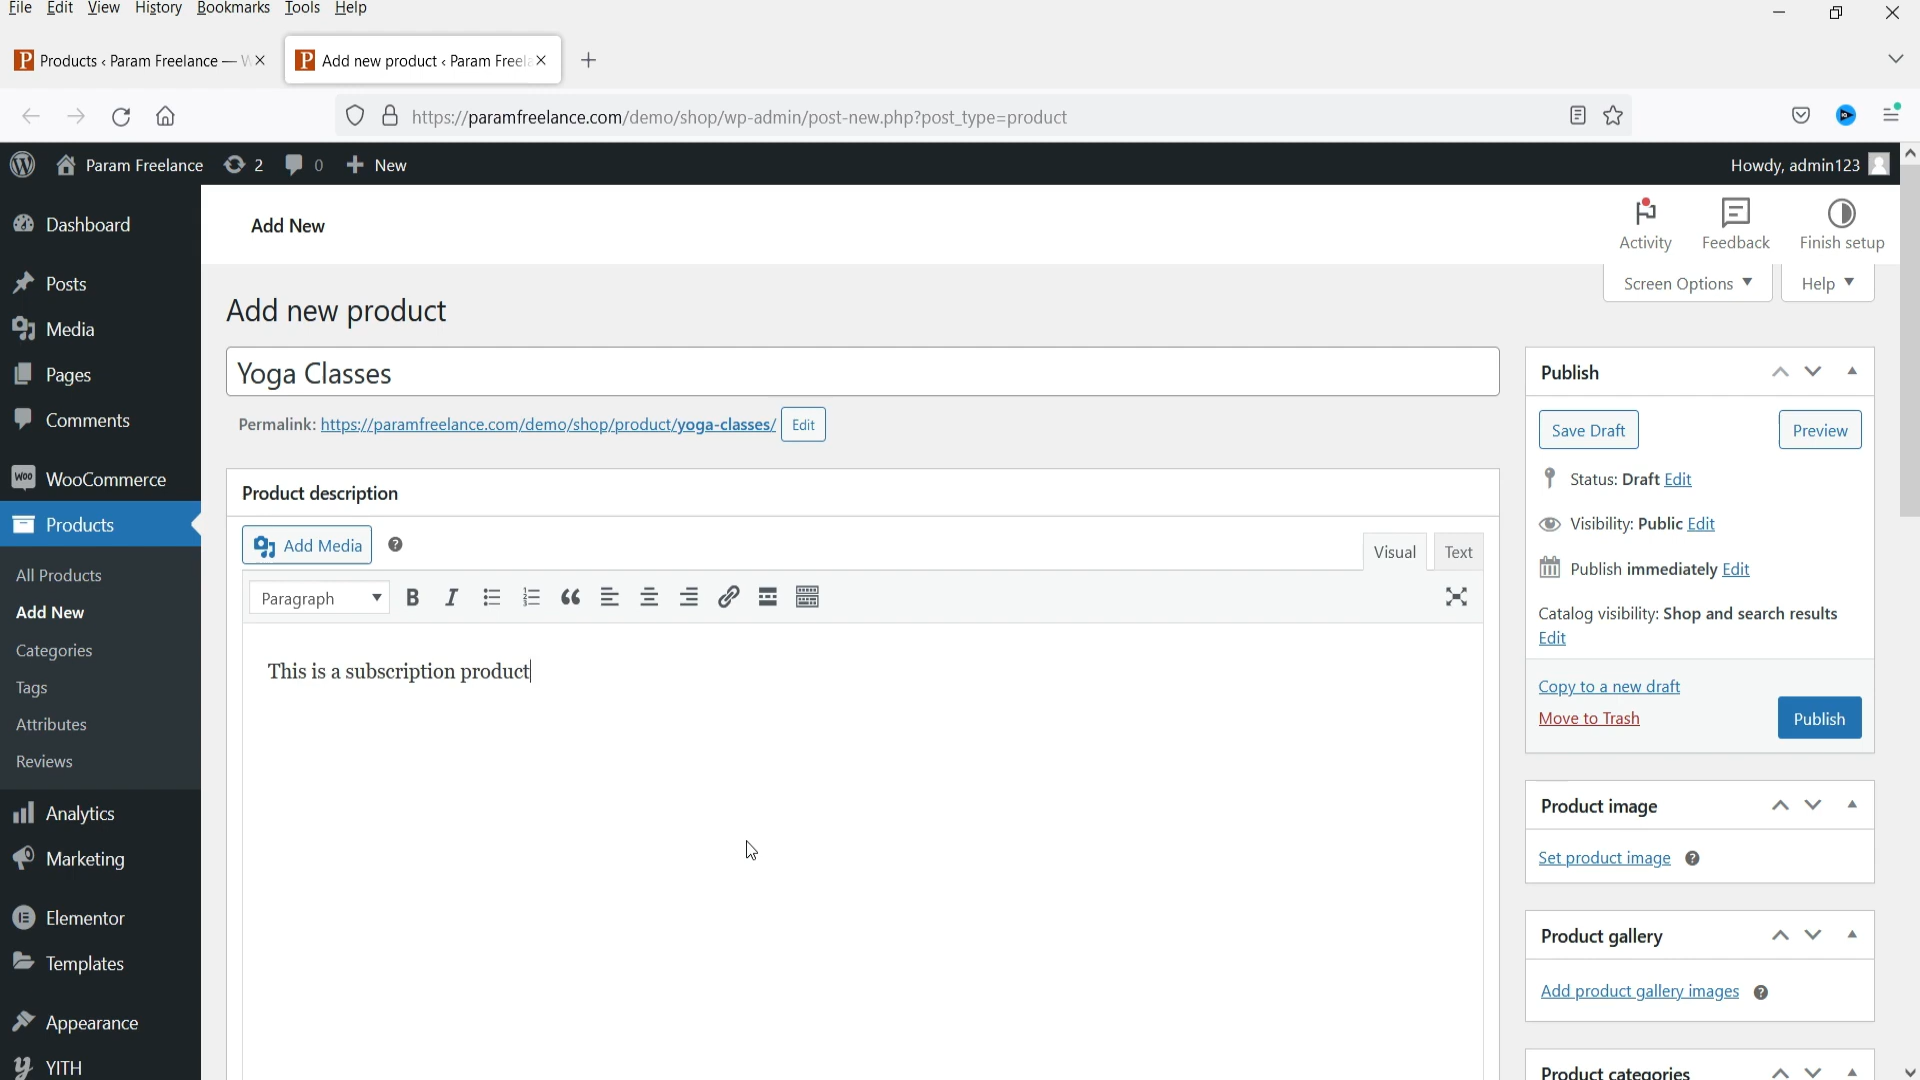 File Edit View History Bookmarks Tools Help
Products ‹ Param Freelance — W
Add new product ‹ Param Freela
https://paramfreelance.com/demo/shop/wp-admin/post-new.php?post_type=product
Param Freelance 2 0 + New
Howdy, admin123
Dashboard
Posts
Media
Pages
Comments
WooCommerce
Products
All Products
Add New
Categories
Tags
Attributes
Reviews
Analytics
Marketing
Elementor
Templates
Appearance
YITH
Add New
Activity Feedback Finish setup
Screen Options ▼ Help ▼
Add new product
Yoga Classes
Permalink: https://paramfreelance.com/demo/shop/product/yoga-classes/ Edit
Product description
Add Media
Visual Text
Paragraph
This is a subscription product
Publish
Save Draft Preview
Status: Draft Edit
Visibility: Public Edit
Publish immediately Edit
Catalog visibility: Shop and search results
Edit
Copy to a new draft
Move to Trash
Publish
Product image
Set product image
Product gallery
Add product gallery images
Product categories